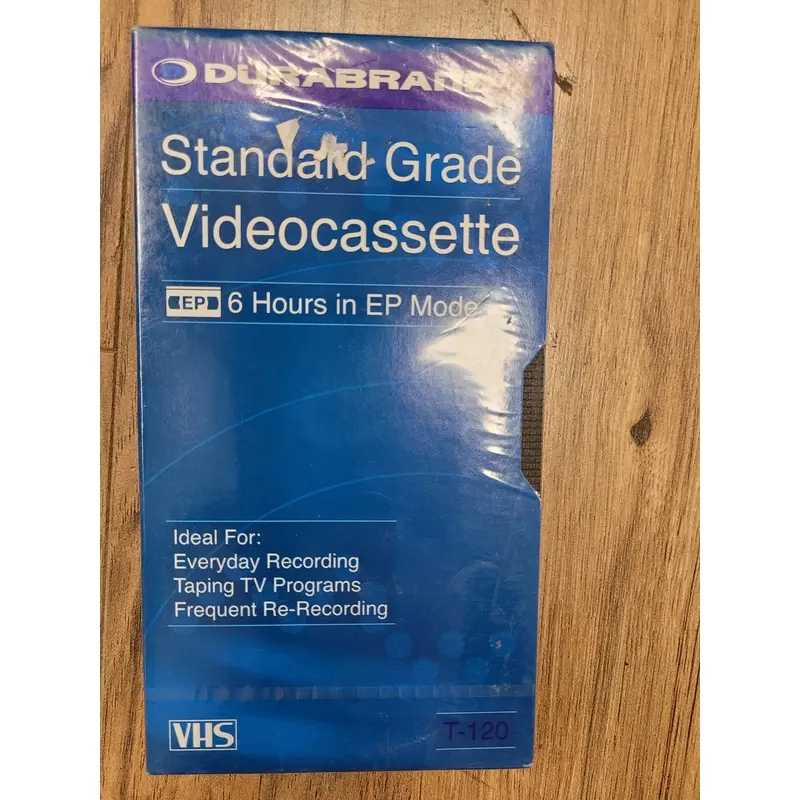 DURABRAND
Standard Grade
Videocassette
EP 6 Hours in EP Mode
Ideal For:
Everyday Recording
Taping TV Programs
Frequent Re-Recording
VHS
T-120